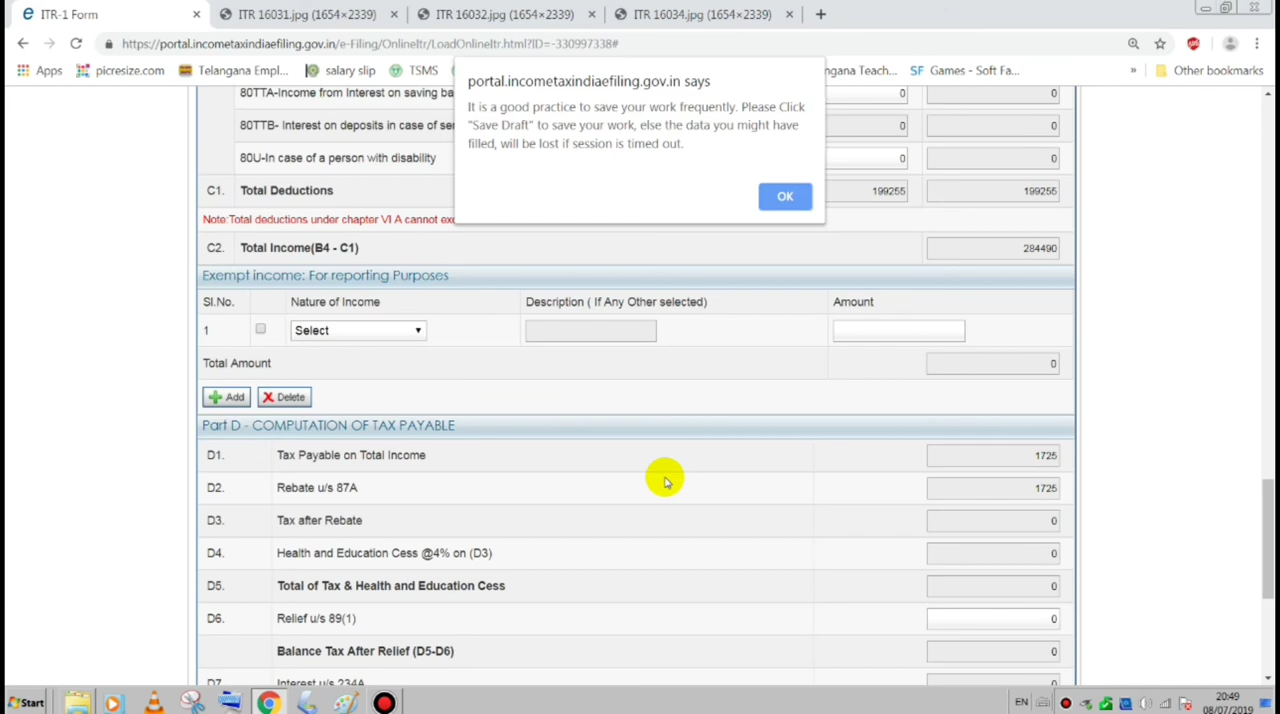 ITR-1 Form
ITR 16031.jpg (1654×2339)
ITR 16032.jpg (1654×2339)
ITR 16034.jpg (1654×2339)
https://portal.incometaxindiaefiling.gov.in/e-Filing/OnlineItr/LoadOnlineItr.html?ID=-330997338#
Apps
picresize.com
Telangana Empl...
salary slip
TSMS
ngana Teac...
SF Games - Soft Fa...
»
Other bookmarks
portal.incometaxindiaefiling.gov.in says
It is a good practice to save your work frequently. Please Click
"Save Draft" to save your work, else the data you might have
filled, will be lost if session is timed out.
OK
80TTA-Income from Interest on saving ba
0
0
80TTB- Interest on deposits in case of se
0
0
80U-In case of a person with disability
0
0
C1. Total Deductions 199255 199255
Note:Total deductions under chapter VI A cannot exc
C2. Total Income(B4 - C1) 284490
Exempt income: For reporting Purposes
Sl.No. Nature of Income Description ( If Any Other selected) Amount
1 Select
Total Amount 0
Add Delete
Part D - COMPUTATION OF TAX PAYABLE
D1. Tax Payable on Total Income 1725
D2. Rebate u/s 87A 1725
D3. Tax after Rebate 0
D4. Health and Education Cess @4% on (D3) 0
D5. Total of Tax & Health and Education Cess 0
D6. Relief u/s 89(1) 0
Balance Tax After Relief (D5-D6) 0
D7. Interest u/s 234A
Start
EN
20:49
08/07/2019